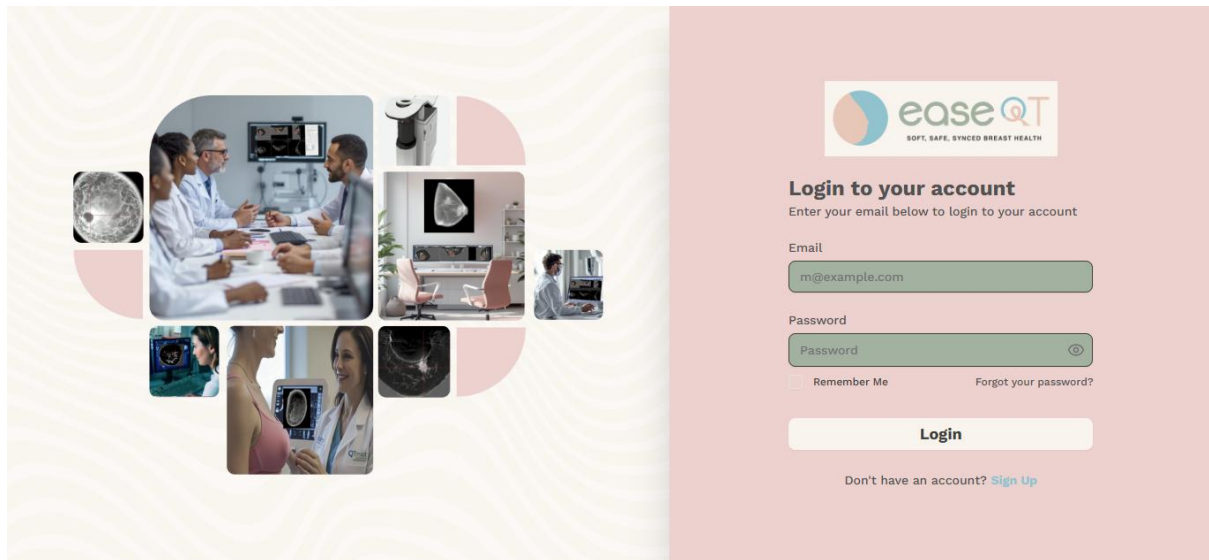 ease QT
SOFT, SAFE, SYNCED BREAST HEALTH
Login to your account
Enter your email below to login to your account
Email
m@example.com
Password
Password
Remember Me
Forgot your password?
Login
Don't have an account? Sign Up